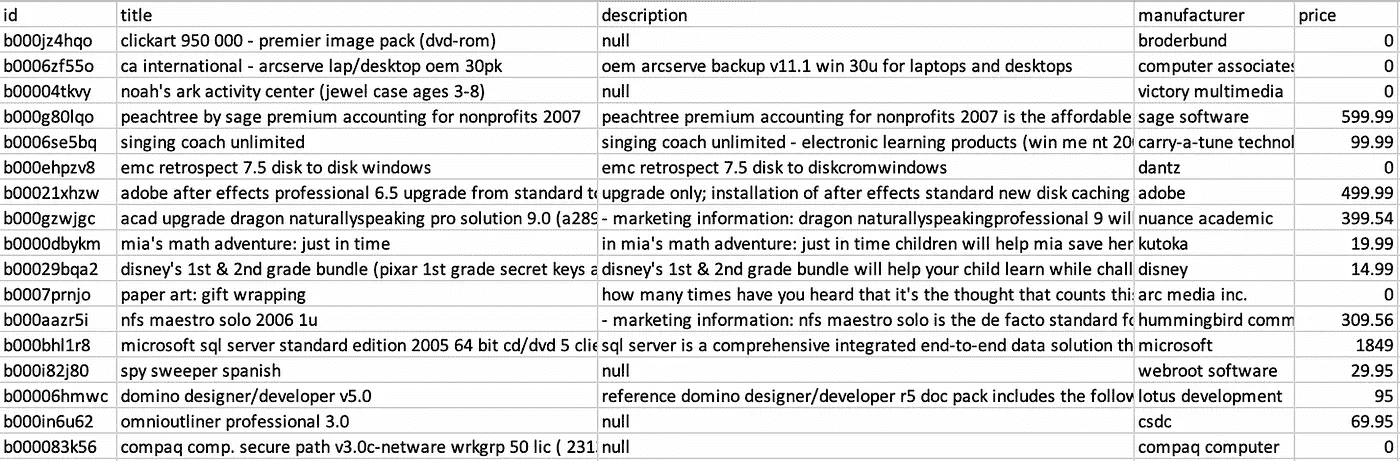 id title description manufacturer price
b000jz4hqo clickart 950 000 - premier image pack (dvd-rom) null broderbund 0
b0006zf55o ca international - arcserve lap/desktop oem 30pk oem arcserve backup v11.1 win 30u for laptops and desktops computer associates 0
b00004tkvy noah's ark activity center (jewel case ages 3-8) null victory multimedia 0
b000g80lqo peachtree by sage premium accounting for nonprofits 2007 peachtree premium accounting for nonprofits 2007 is the affordable sage software 599.99
b0006se5bq singing coach unlimited singing coach unlimited - electronic learning products (win me nt 20 carry-a-tune technol 99.99
b000ehpzv8 emc retrospect 7.5 disk to disk windows emc retrospect 7.5 disk to diskcromwindows dantz 0
b00021xhzw adobe after effects professional 6.5 upgrade from standard to upgrade only; installation of after effects standard new disk caching adobe 499.99
b000gzwjgc acad upgrade dragon naturallyspeaking pro solution 9.0 (a289 - marketing information: dragon naturallyspeakingprofessional 9 wil nuance academic 399.54
b0000dbykm mia's math adventure: just in time in mia's math adventure: just in time children will help mia save her kutoka 19.99
b00029bqa2 disney's 1st & 2nd grade bundle (pixar 1st grade secret keys a disney's 1st & 2nd grade bundle will help your child learn while chall disney 14.99
b0007prnjo paper art: gift wrapping how many times have you heard that it's the thought that counts this arc media inc. 0
b000aazr5i nfs maestro solo 2006 1u - marketing information: nfs maestro solo is the de facto standard fo hummingbird comm 309.56
b000bhl1r8 microsoft sql server standard edition 2005 64 bit cd/dvd 5 clie sql server is a comprehensive integrated end-to-end data solution th microsoft 1849
b000i82j80 spy sweeper spanish null webroot software 29.95
b00006hmwc domino designer/developer v5.0 reference domino designer/developer r5 doc pack includes the follow lotus development 95
b000in6u62 omnioutliner professional 3.0 null csdc 69.95
b000083k56 compaq comp. secure path v3.0c-netware wrkgrp 50 lic ( 231 null compaq computer 0